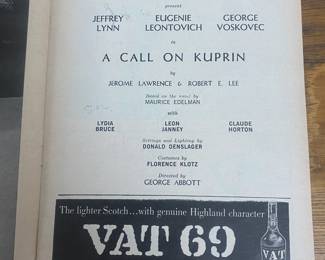 present
JEFFREY EUGENIE GEORGE
LYNN LEONTOVICH VOSKOVEC
in
A CALL ON KUPRIN
by
JEROME LAWRENCE & ROBERT E. LEE
Based on the novel by
MAURICE EDELMAN
with
LYDIA LEON CLAUDE
BRUCE JANNEY HORTON
Settings and Lighting by
DONALD OENSLAGER
Costumes by
FLORENCE KLOTZ
Directed by
GEORGE ABBOTT
The lighter Scotch...with genuine Highland character
VAT 69
VAT